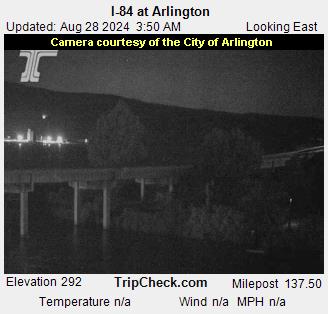 I-84 at Arlington
Updated: Aug 28 2024 3:50 AM Looking East
Camera courtesy of the City of Arlington
Elevation 292 TripCheck.com Milepost 137.50
Temperature n/a Wind n/a MPH n/a